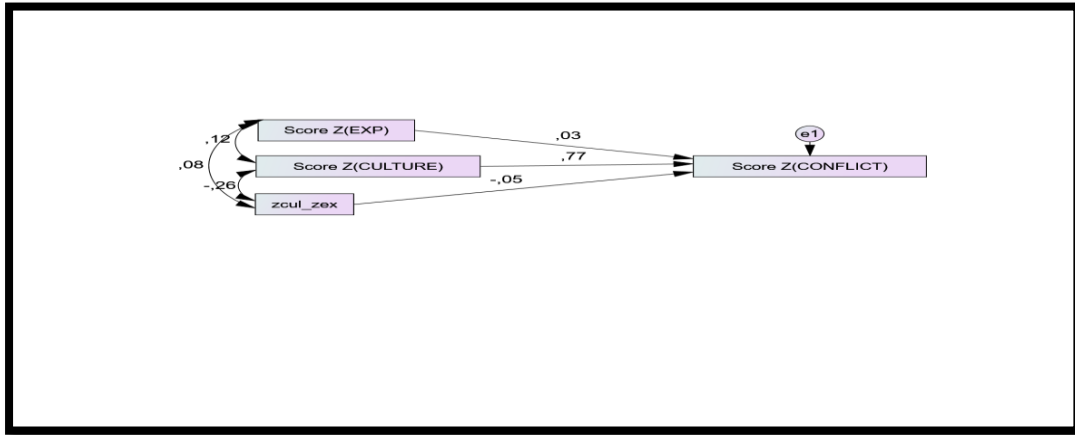 Score Z(EXP)
,12
,03
e1
,08
Score Z(CULTURE)
,77
Score Z(CONFLICT)
-,26
-,05
zcul_zex